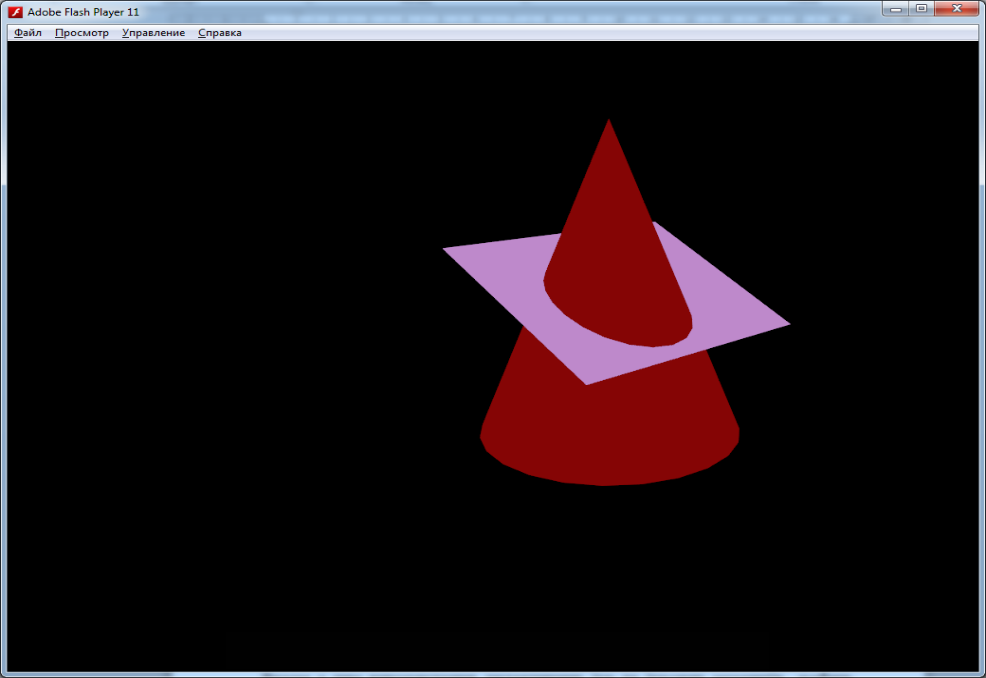 Adobe Flash Player 11
Файл Просмотр Управление Справка